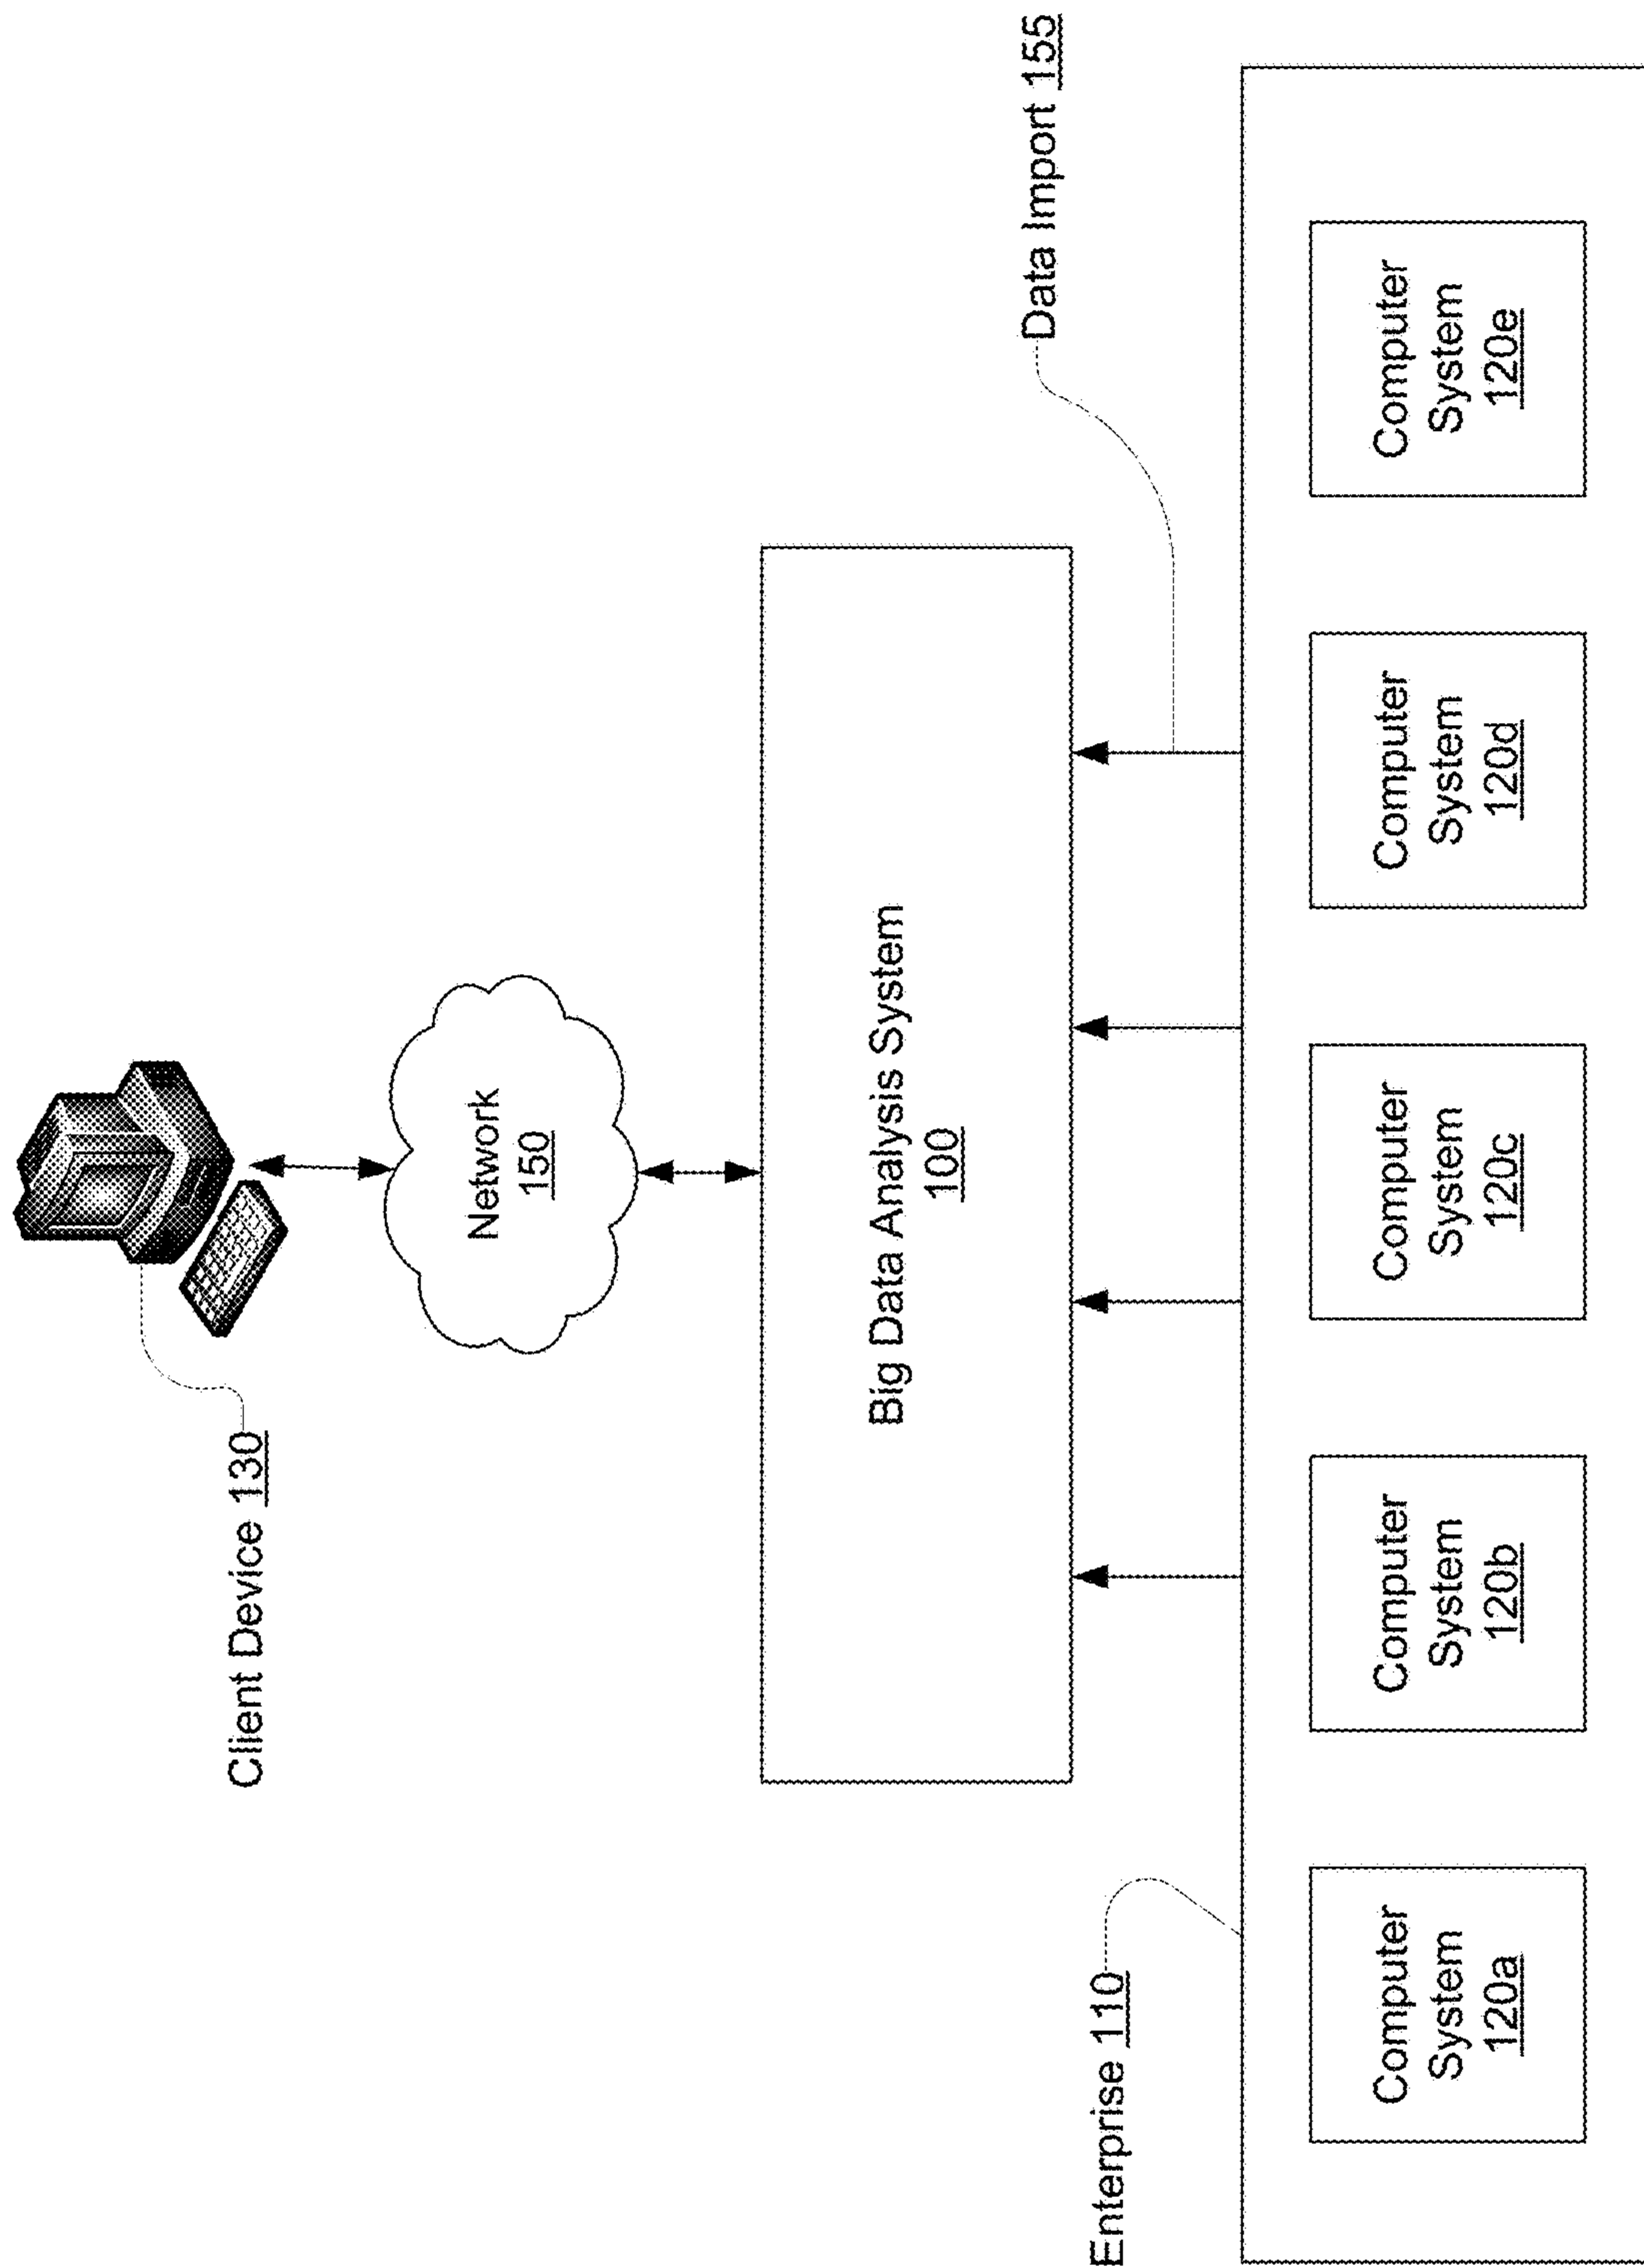 Client Device 130
Network
150
Data Import 155
Big Data Analysis System
100
Enterprise 110
Computer
System
120a
Computer
System
120b
Computer
System
120c
Computer
System
120d
Computer
System
120e